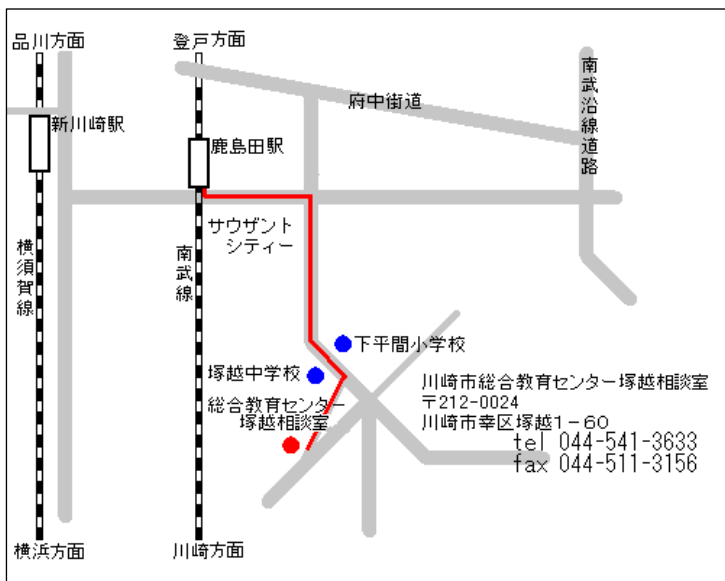 品川方面
登戸方面
府中街道
南武沿線道路
新川崎駅
鹿島田駅
サウザント
シティー
横須賀線
南武線
下平間小学校
塚越中学校
総合教育センター
塚越相談室
川崎市総合教育センター塚越相談室
〒212-0024
川崎市幸区塚越1-60
tel 044-541-3633
fax 044-511-3156
横浜方面
川崎方面